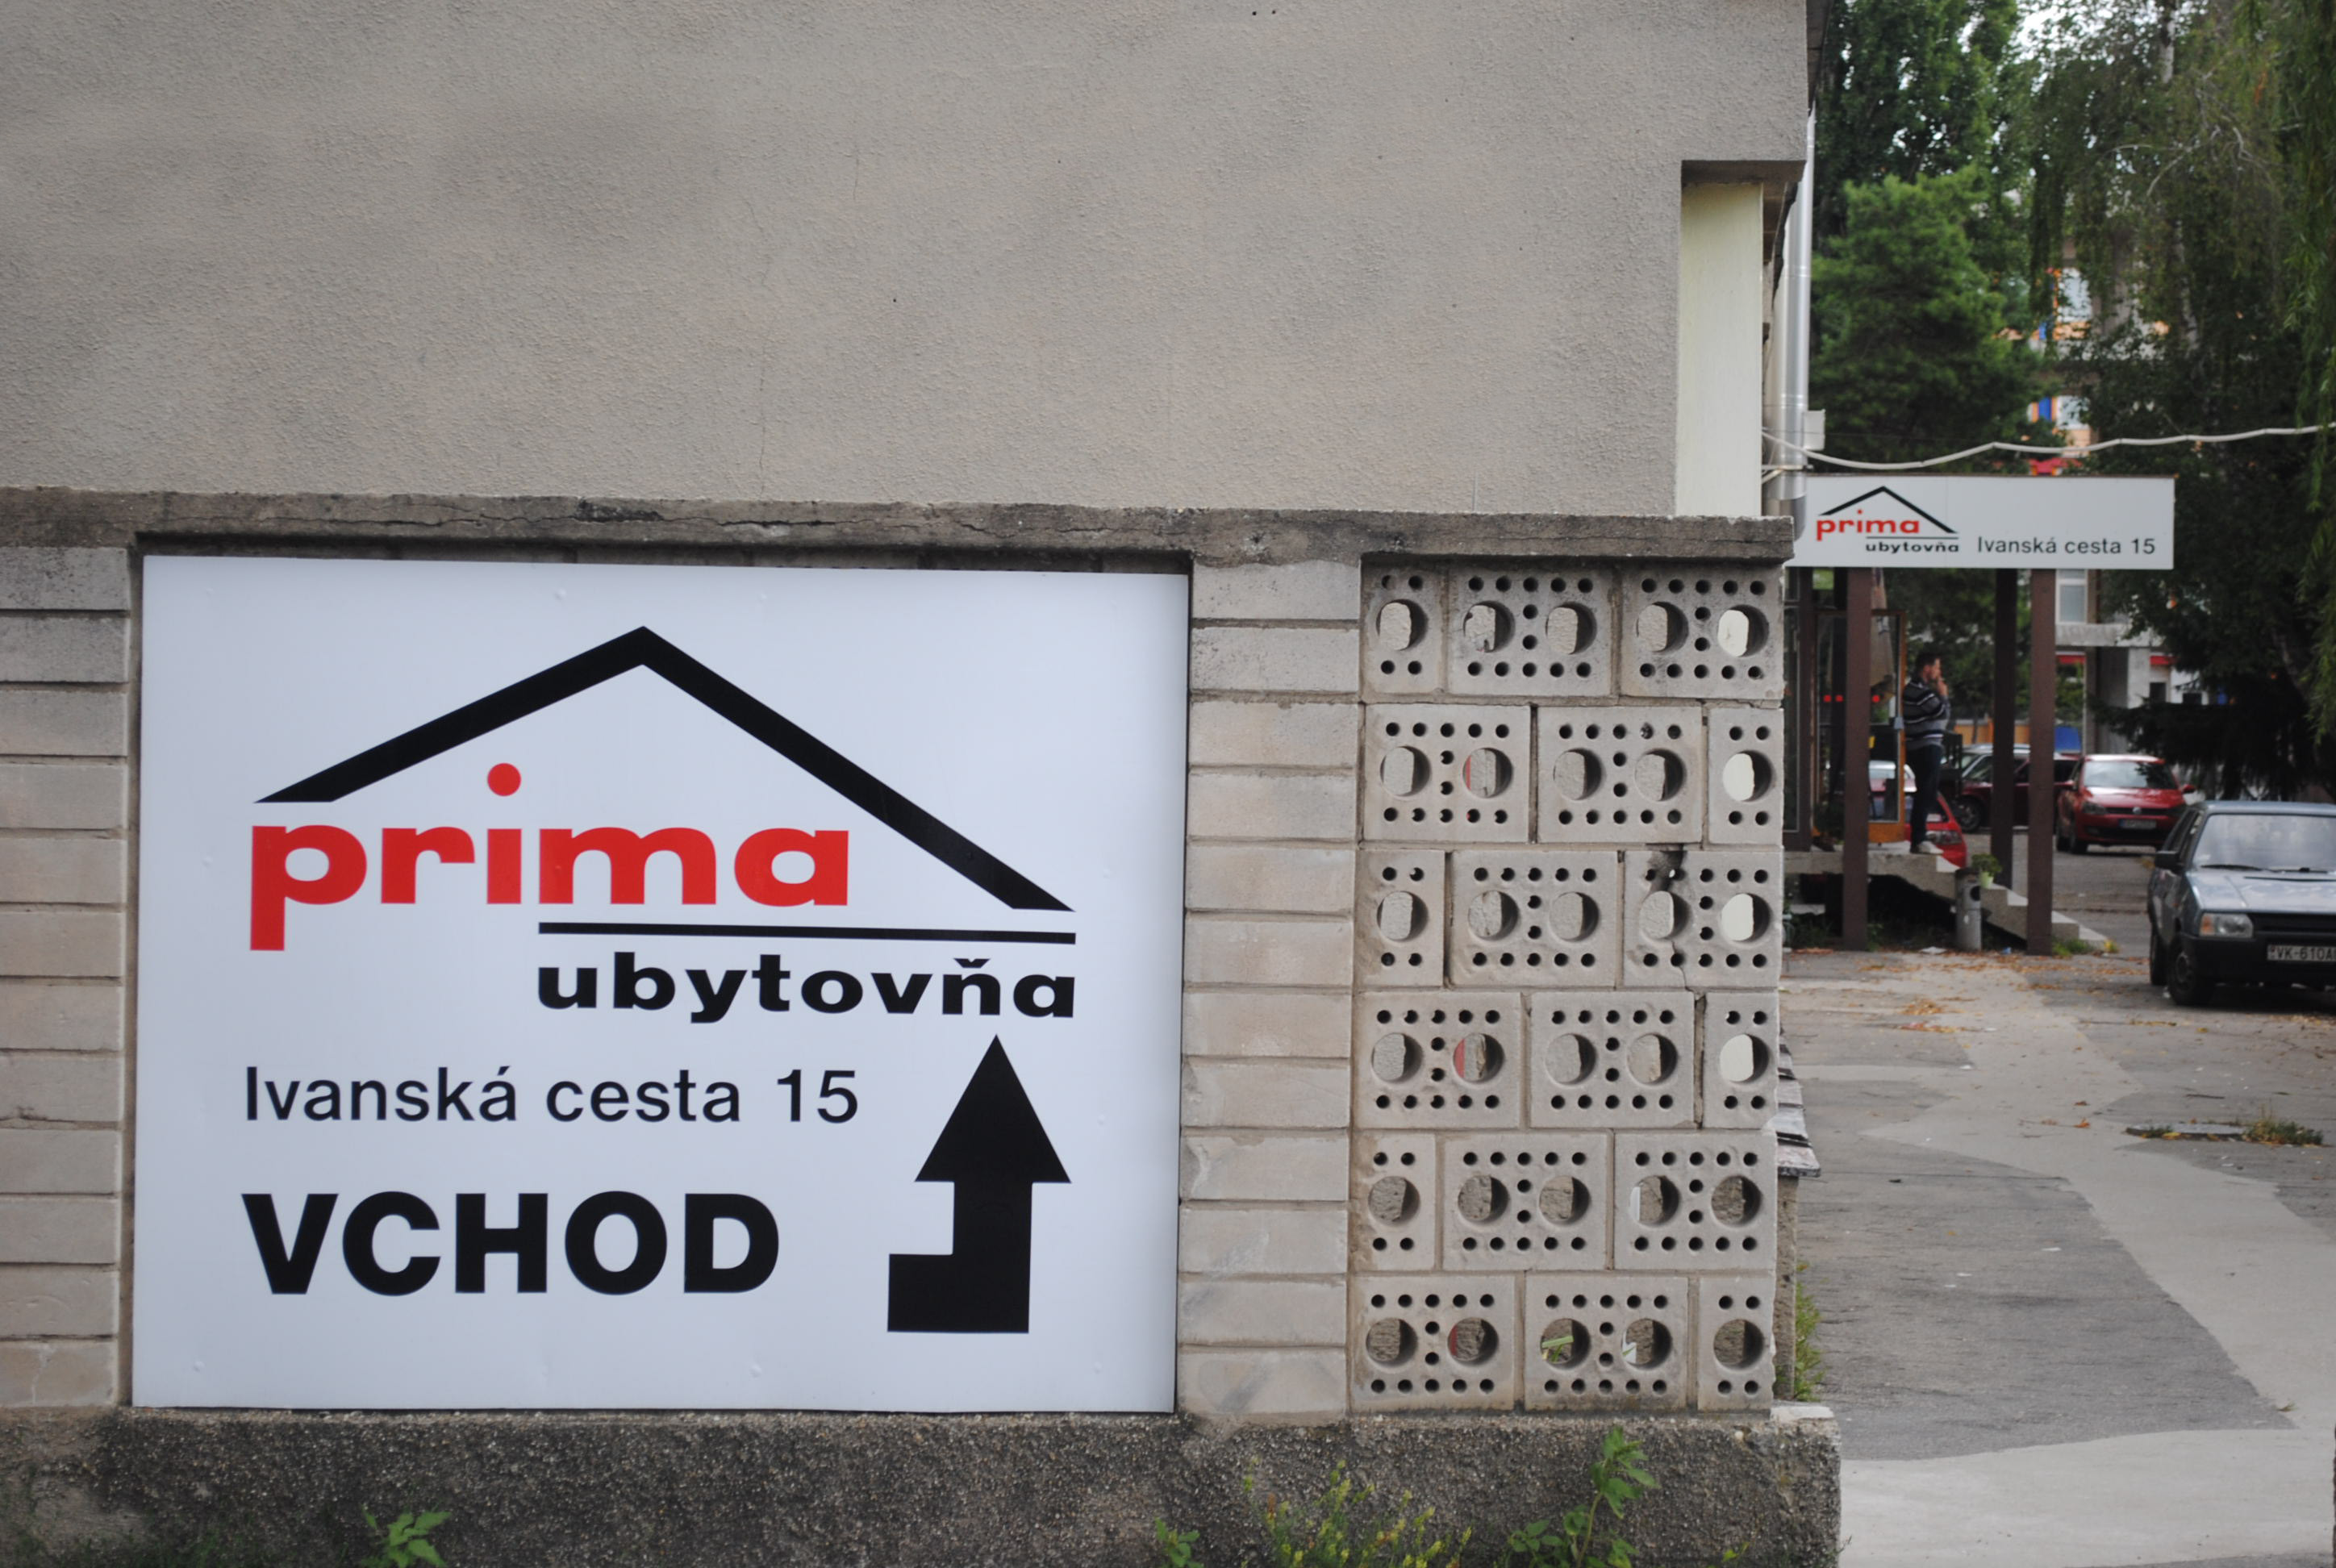 prima
ubytovňa
Ivanská cesta 15
VCHOD
prima
ubytovňa Ivanská cesta 15